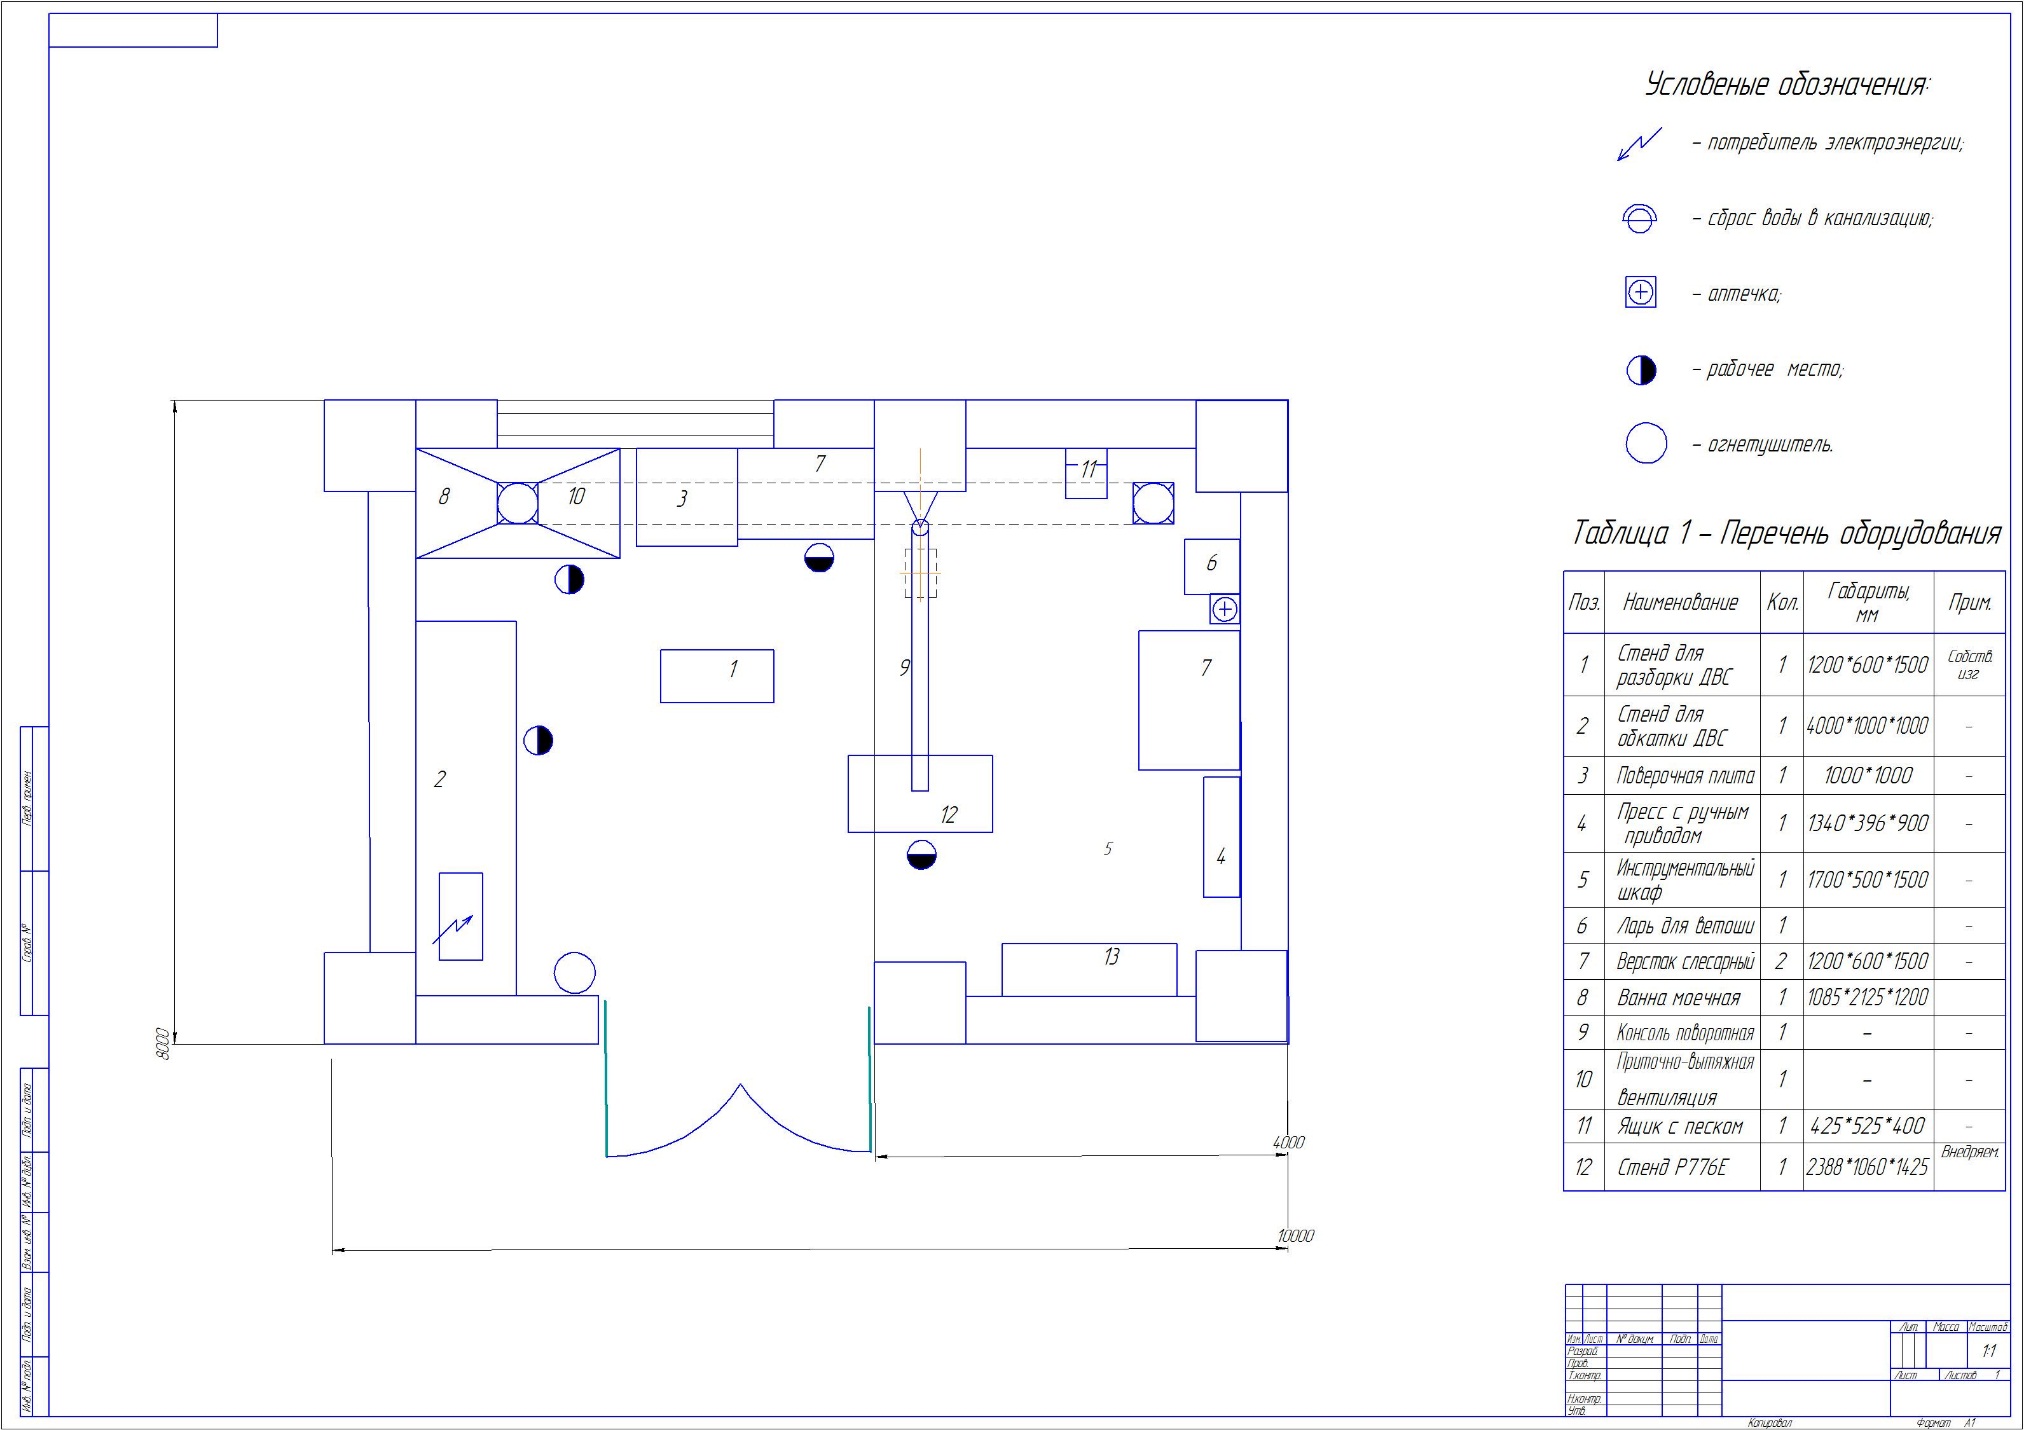 Условеные обозначения:
– потребитель электроэнергии;
– сброс воды в канализацию;
– аптечка;
– рабочее место;
– огнетушитель.
7
8
10
3
11
6
1
9
7
2
12
5
4
13
8000
4000
10000
Таблица 1 – Перечень оборудования
Поз. Наименование Кол. Габариты, мм Прим.
1 Стенд для разборки ДВС 1 1200*600*1500 Собств. изг
2 Стенд для обкатки ДВС 1 4000*1000*1000 –
3 Поверочная плита 1 1000*1000 –
4 Пресс с ручным приводом 1 1340*396*900 –
5 Инструментальный шкаф 1 1700*500*1500 –
6 Ларь для ветоши 1 –
7 Верстак слесарный 2 1200*600*1500 –
8 Ванна моечная 1 1085*2125*1200
9 Консоль поворотная 1 – –
10 Приточно-вытяжная вентиляция 1 – –
11 Ящик с песком 1 425*525*400 –
12 Стенд Р776Е 1 2388*1060*1425 Внедряем.
Перв. примен.
Справ. №
Подп. и дата
Инв. № дубл.
Взам. инв. №
Подп. и дата
Инв. № подл.
Лит. Масса Масштаб
Изм. Лист № докум. Подп. Дата
Разраб. 1:1
Пров.
Т.контр. Лист Листов 1
Н.контр.
Утв.
Копировал Формат А1